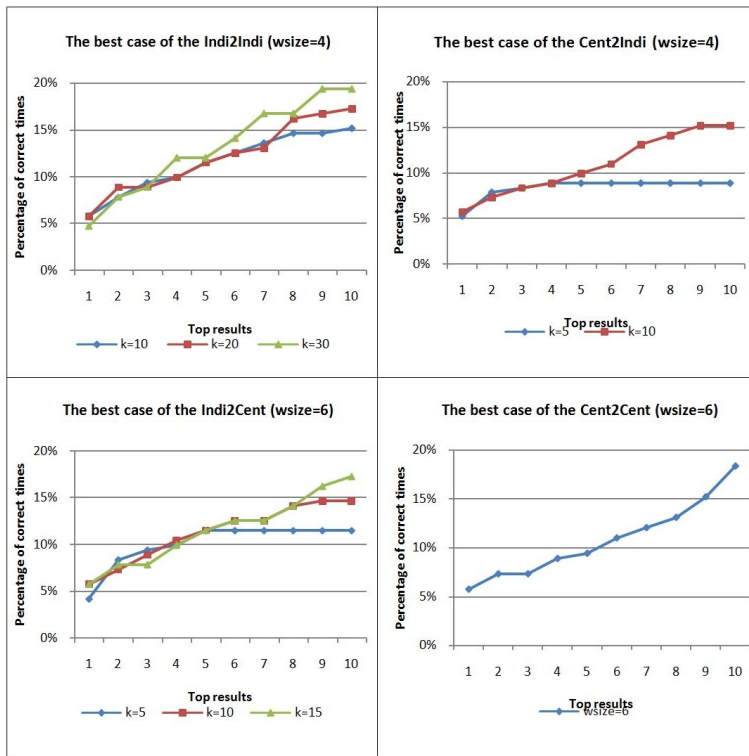 The best case of the Indi2Indi (wsize=4)
Percentage of correct times
20%
15%
10%
5%
0%
1 2 3 4 5 6 7 8 9 10
Top results
k=10 k=20 k=30
The best case of the Cent2Indi (wsize=4)
Percentage of correct times
20%
15%
10%
5%
0%
1 2 3 4 5 6 7 8 9 10
Top results
k=5 k=10
The best case of the Indi2Cent (wsize=6)
Percentage of correct times
20%
15%
10%
5%
0%
1 2 3 4 5 6 7 8 9 10
Top results
k=5 k=10 k=15
The best case of the Cent2Cent (wsize=6)
Percentage of correct times
20%
15%
10%
5%
0%
1 2 3 4 5 6 7 8 9 10
Top results
wsize=6